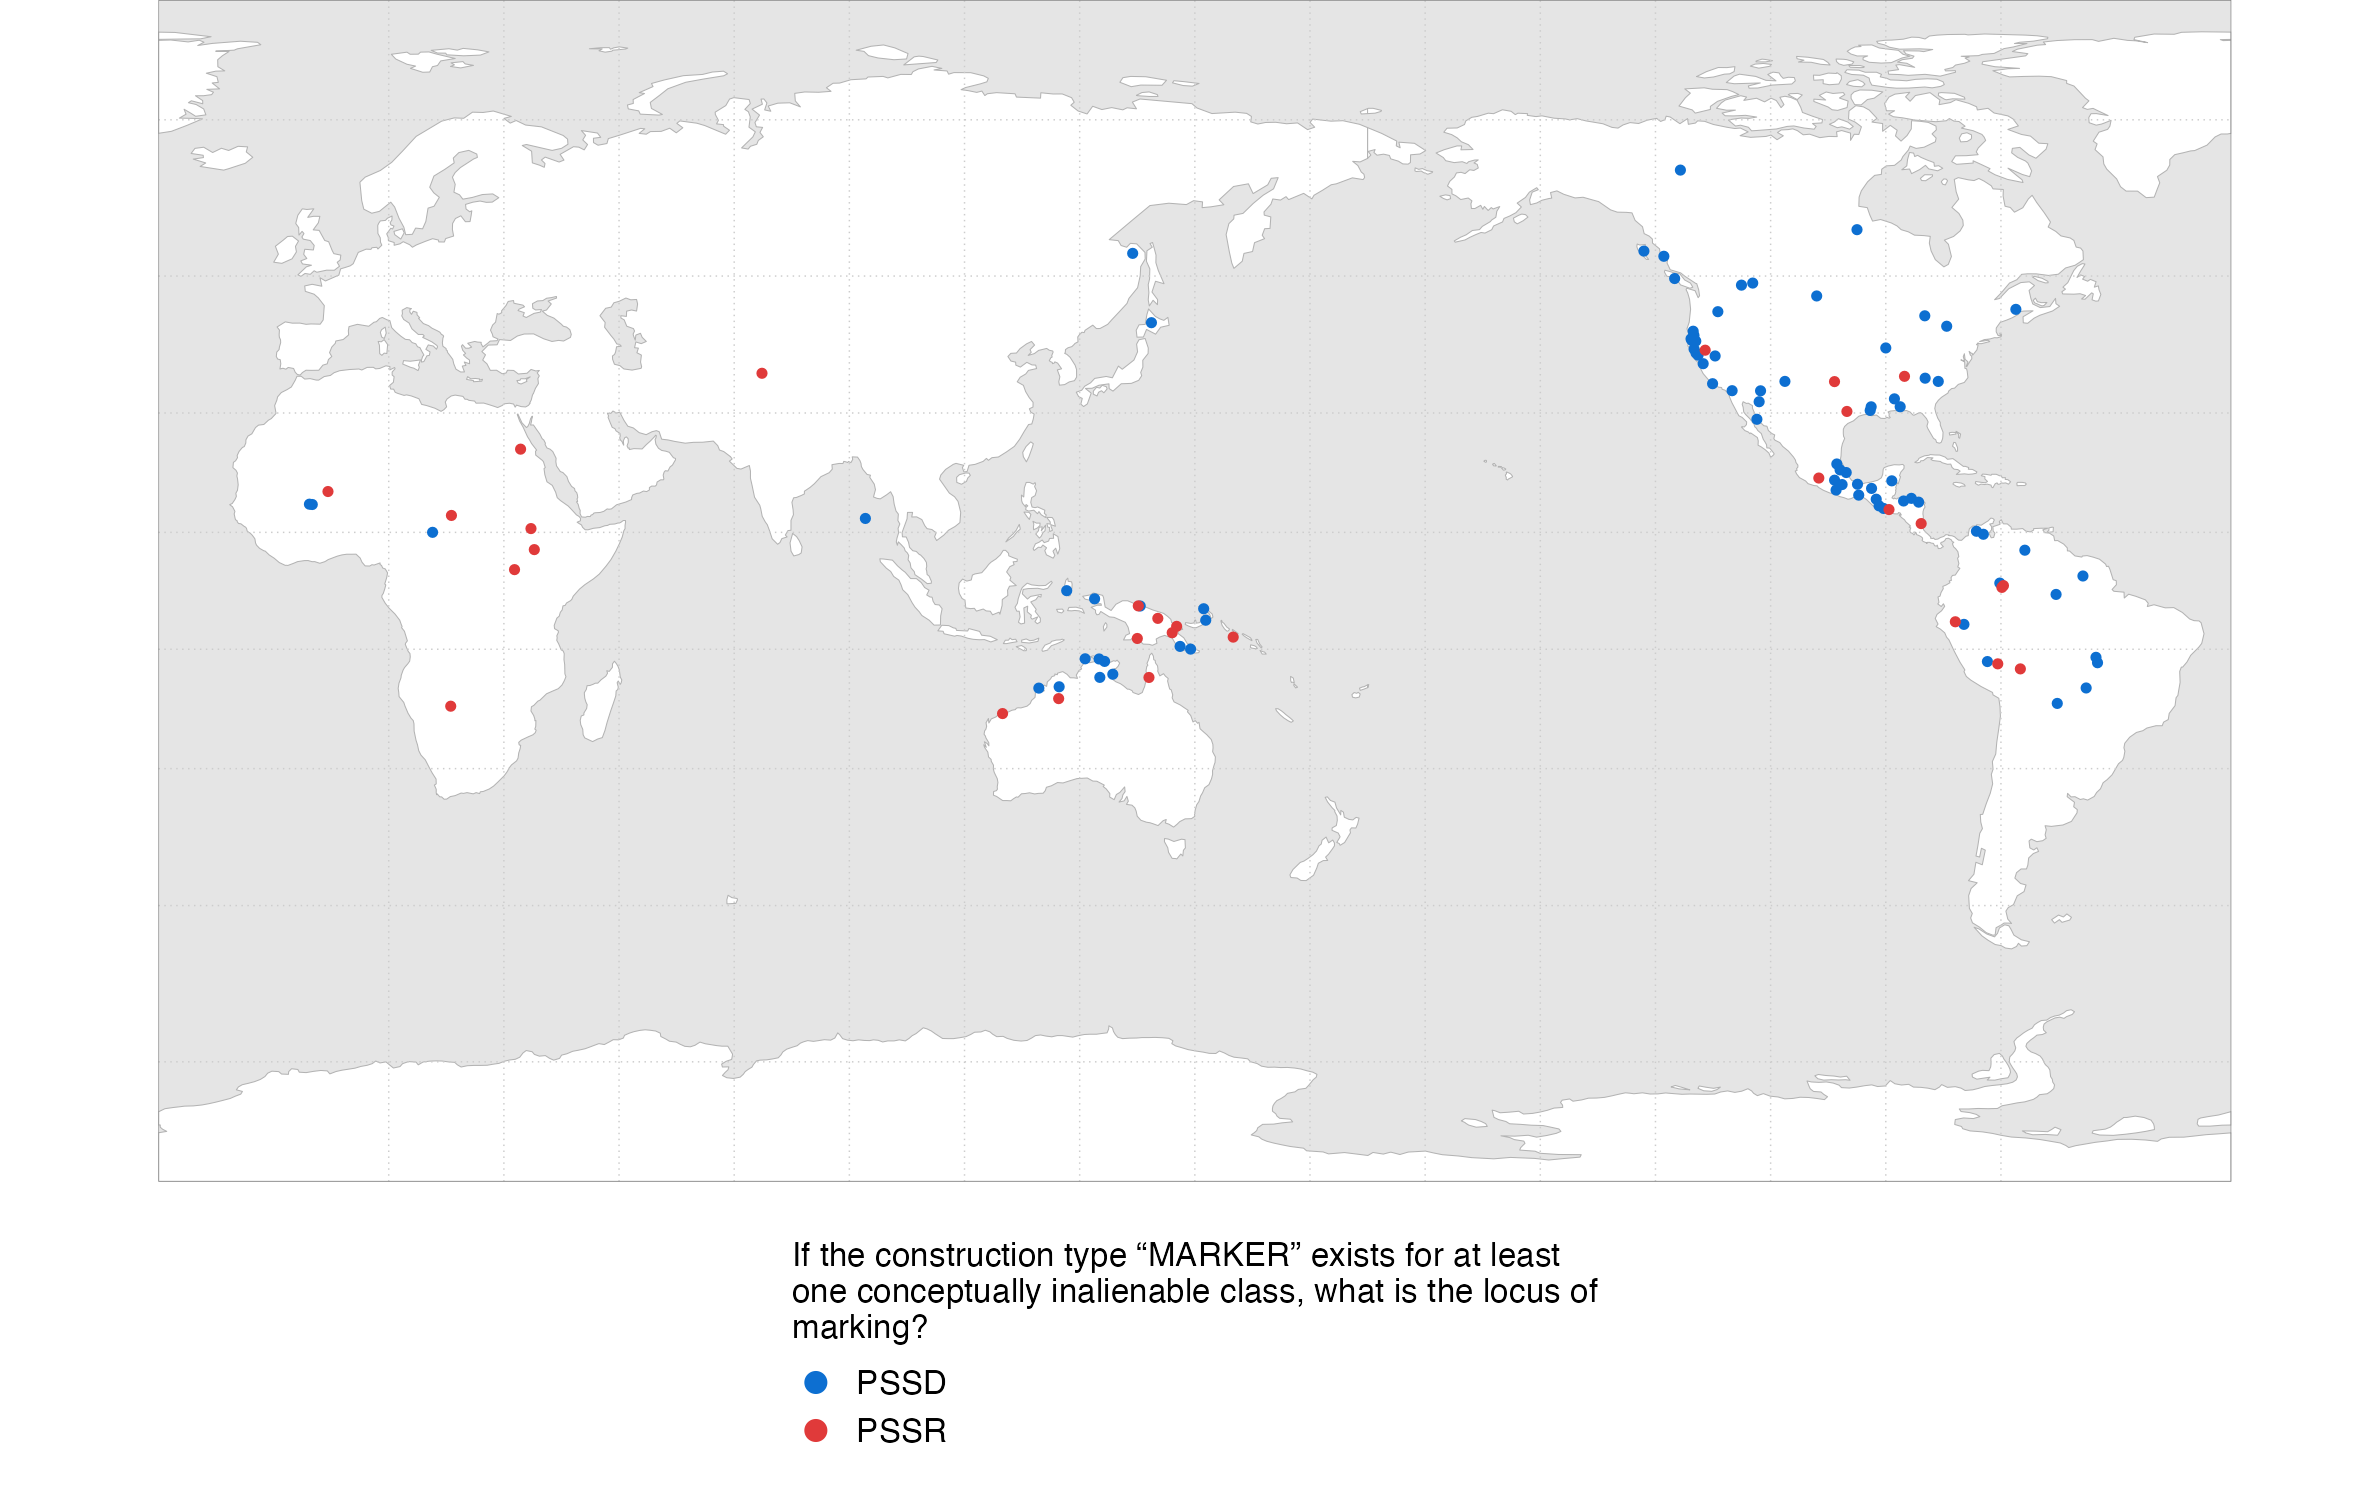 If the construction type “MARKER” exists for at least
one conceptually inalienable class, what is the locus of
marking?
PSSD
PSSR